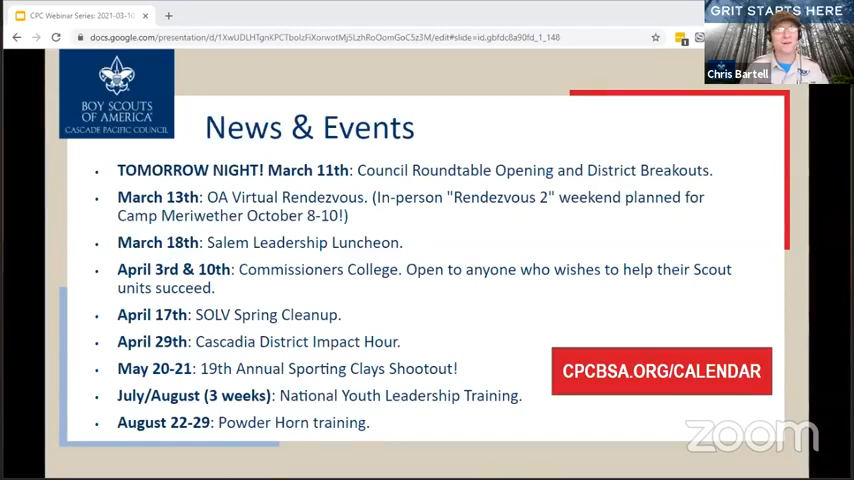 CPC Webinar Series: 2021-03-10
GRIT STARTS HERE
docs.google.com/presentation/d/1XwUDLHTgnKPCTbolzFiXorwotMj5LzhRoOomGoC5z3M/edit#slide=id.gbfdc8a90fd_1_148
Chris Bartell
BOY SCOUTS
OF AMERICA
CASCADE PACIFIC COUNCIL
News & Events
• TOMORROW NIGHT! March 11th: Council Roundtable Opening and District Breakouts.
• March 13th: OA Virtual Rendezvous. (In-person "Rendezvous 2" weekend planned for
Camp Meriwether October 8-10!)
• March 18th: Salem Leadership Luncheon.
• April 3rd & 10th: Commissioners College. Open to anyone who wishes to help their Scout
units succeed.
• April 17th: SOLV Spring Cleanup.
• April 29th: Cascadia District Impact Hour.
• May 20-21: 19th Annual Sporting Clays Shootout!
• July/August (3 weeks): National Youth Leadership Training.
• August 22-29: Powder Horn training.
CPCBSA.ORG/CALENDAR
zoom